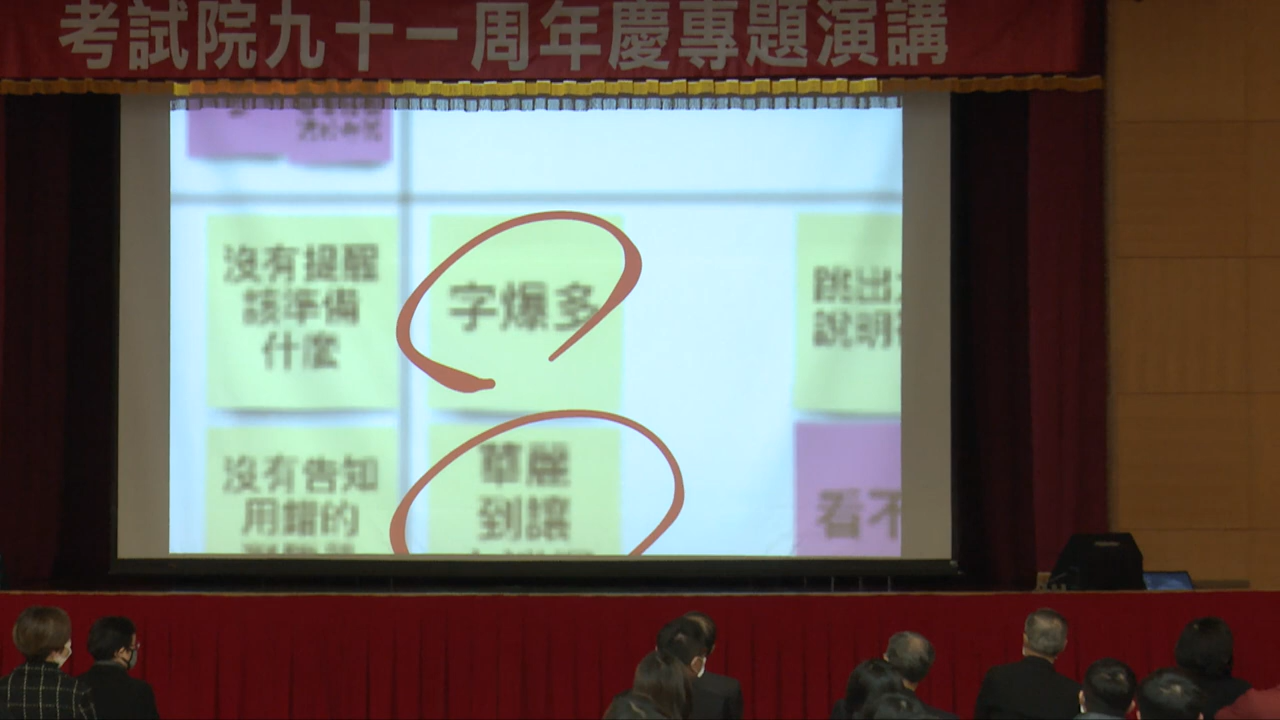 考試院九十一周年慶專題演講
沒有提醒
該準備
什麼
字爆多
跳出
說明
沒有告知
用錯的
華麗
到讓
看不